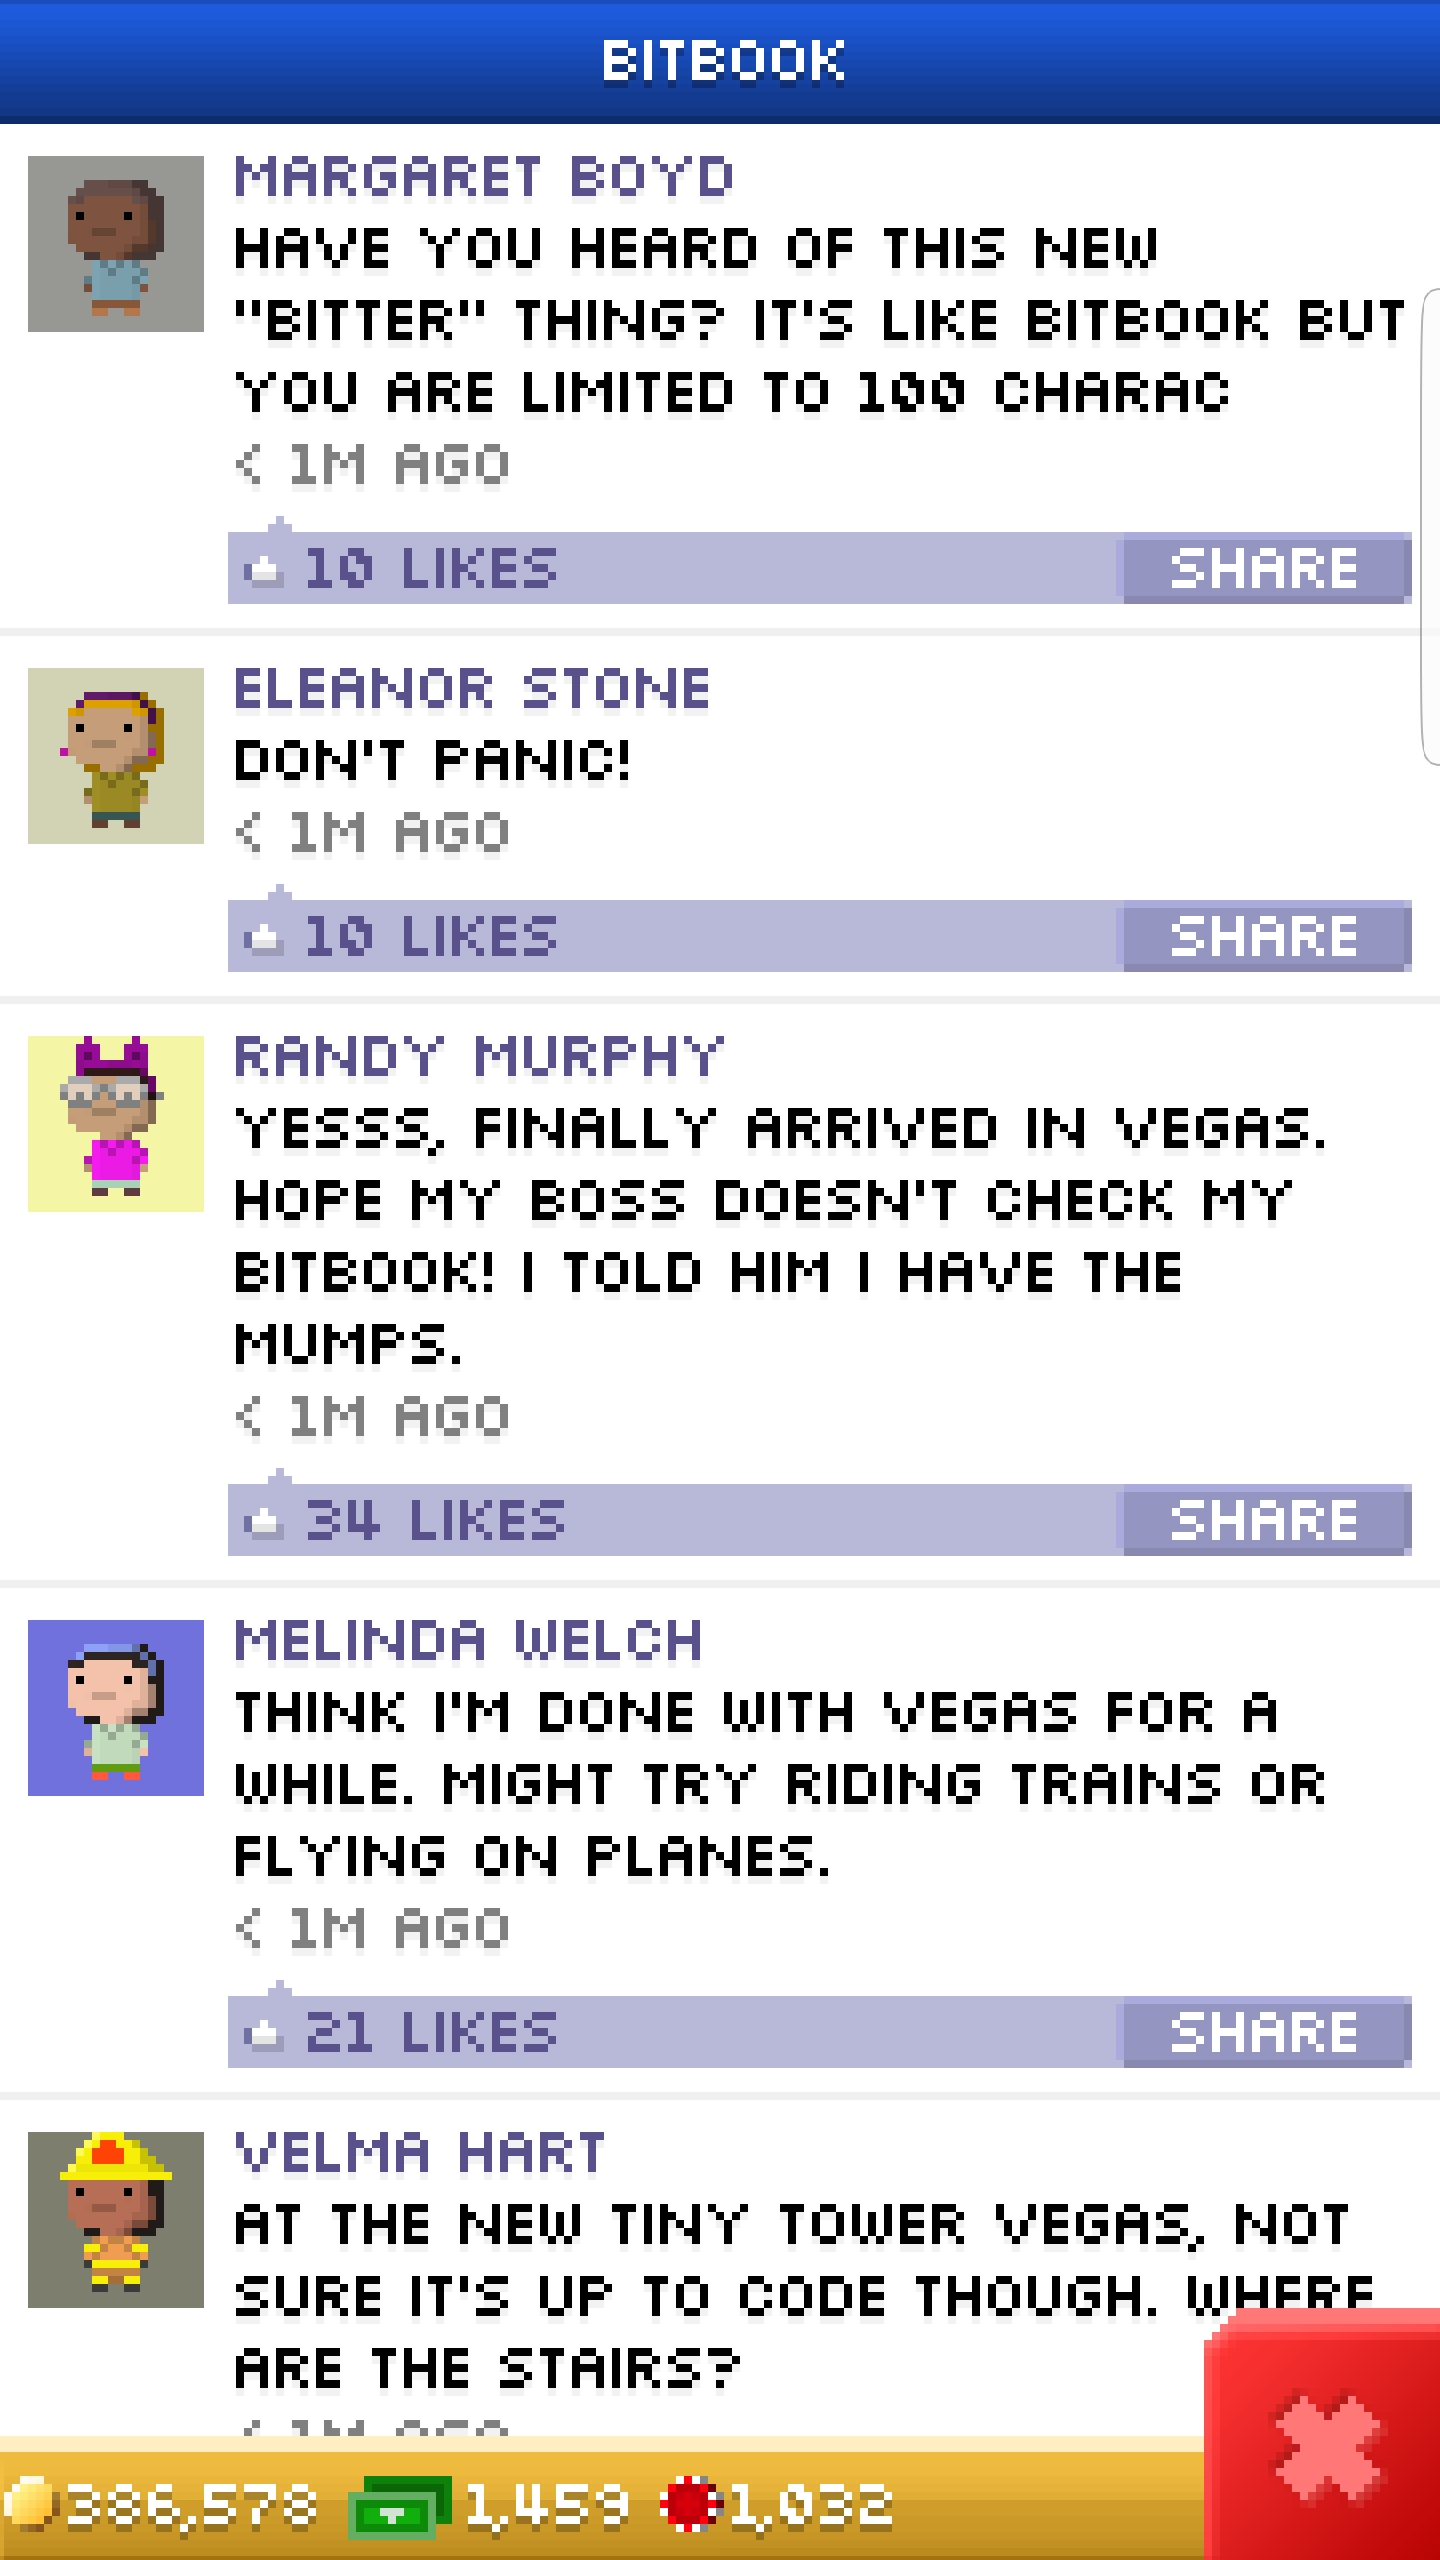 BITBOOK
MARGARET BOYD
HAVE YOU HEARD OF THIS NEW
"BITTER" THING? IT'S LIKE BITBOOK BUT
YOU ARE LIMITED TO 100 CHARAC
< 1M AGO
10 LIKES
SHARE
ELEANOR STONE
DON'T PANIC!
< 1M AGO
10 LIKES
SHARE
RANDY MURPHY
YESSS, FINALLY ARRIVED IN VEGAS.
HOPE MY BOSS DOESN'T CHECK MY
BITBOOK! I TOLD HIM I HAVE THE
MUMPS.
< 1M AGO
34 LIKES
SHARE
MELINDA WELCH
THINK I'M DONE WITH VEGAS FOR A
WHILE. MIGHT TRY RIDING TRAINS OR
FLYING ON PLANES.
< 1M AGO
21 LIKES
SHARE
VELMA HART
AT THE NEW TINY TOWER VEGAS, NOT
SURE IT'S UP TO CODE THOUGH. WHERE
ARE THE STAIRS?
< 1M AGO
386,578 1,459 1,032